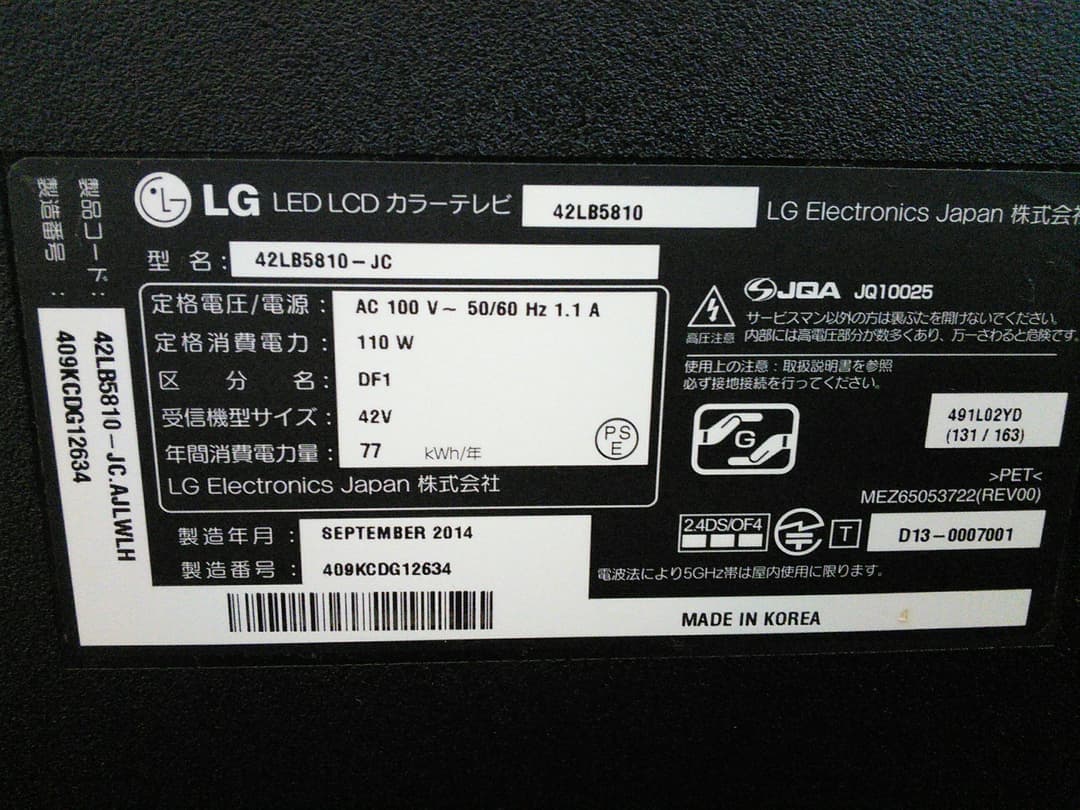 製品コード:
製造番号:
42LB5810-JC.AJLWLH
409KCDG12634
LG LED LCD カラーテレビ 42LB5810 LG Electronics Japan 株式会
型 名: 42LB5810-JC
定格電圧/電源: AC 100 V~ 50/60 Hz 1.1 A
定格消費電力: 110 W
区 分 名: DF1
受信機型サイズ: 42V
年間消費電力量: 77 kWh/年
PS
E
LG Electronics Japan 株式会社
製造年月: SEPTEMBER 2014
製造番号: 409KCDG12634
JQA JQ10025
高圧注意
サービスマン以外の方は裏ぶたを開けないでください。
内部には高電圧部分が数多くあり、万一さわると危険です。
使用上の注意:取扱説明書を参照
必ず接地接続を行ってください。
G
491L02YD
(131 / 163)
>PET<
MEZ65053722(REV00)
2.4DS/OF4
T
D13-0007001
電波法により5GHz帯は屋内使用に限ります。
MADE IN KOREA